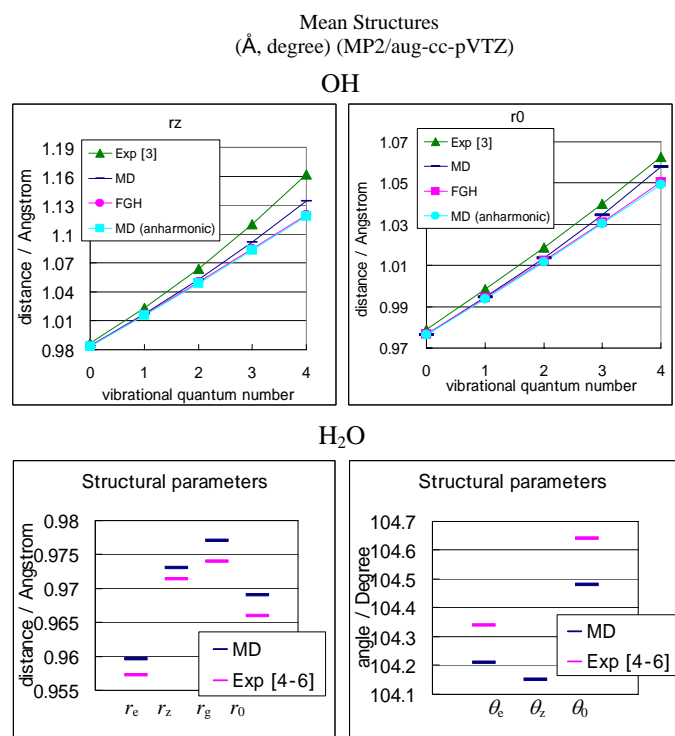 Mean Structures
(Å, degree) (MP2/aug-cc-pVTZ)
OH
rz
distance / Angstrom
1.19
1.16
1.13
1.1
1.07
1.04
1.01
0.98
Exp [3]
MD
FGH
MD (anharmonic)
0 1 2 3 4
vibrational quantum number
r0
distance / Angstrom
1.07
1.05
1.03
1.01
0.99
0.97
Exp [3]
MD
FGH
MD (anharmonic)
0 1 2 3 4
vibrational quantum number
H₂O
Structural parameters
distance / Angstrom
0.98
0.975
0.97
0.965
0.96
0.955
MD
Exp [4-6]
rₑ r_z r_g r₀
Structural parameters
angle / Degree
104.7
104.6
104.5
104.4
104.3
104.2
104.1
MD
Exp [4-6]
θₑ θ_z θ₀